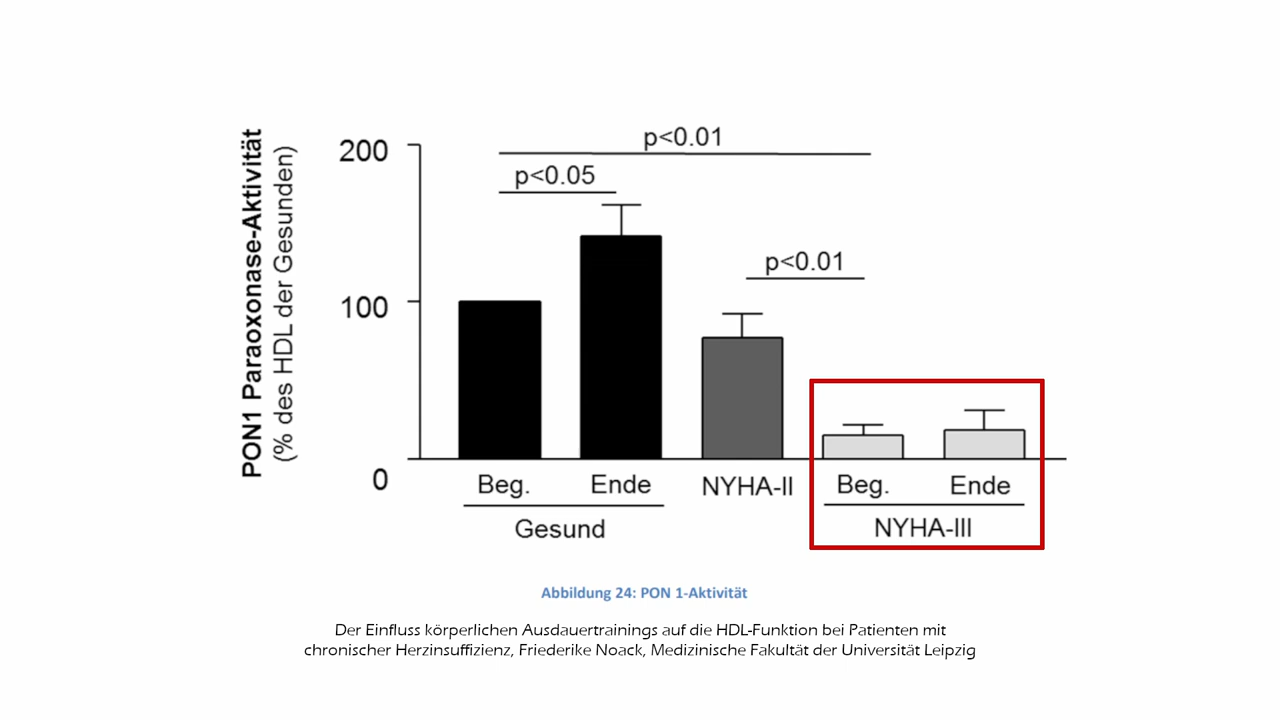 PON1 Paraoxonase-Aktivität
(% des HDL der Gesunden)
200
100
0
p<0.01
p<0.05
p<0.01
Beg.
Ende
NYHA-II
Beg.
Ende
Gesund
NYHA-III
Abbildung 24: PON 1-Aktivität
Der Einfluss körperlichen Ausdauertrainings auf die HDL-Funktion bei Patienten mit
chronischer Herzinsuffizienz, Friederike Noack, Medizinische Fakultät der Universität Leipzig